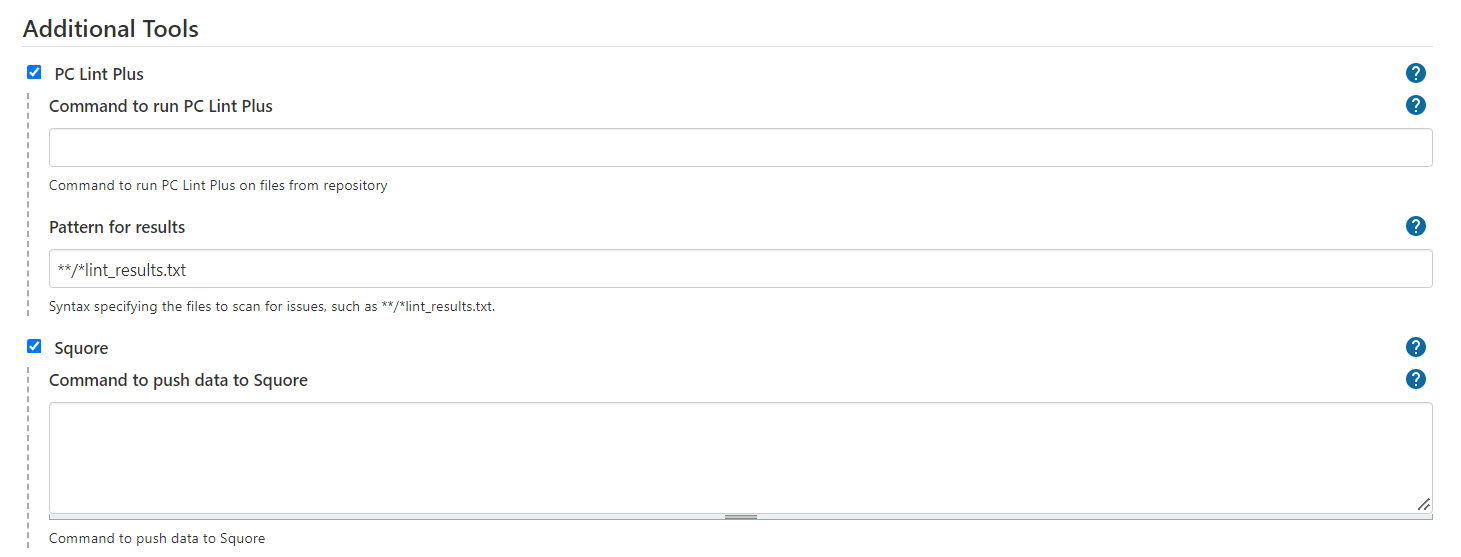 Additional Tools
PC Lint Plus
Command to run PC Lint Plus
Command to run PC Lint Plus on files from repository
Pattern for results
**/*lint_results.txt
Syntax specifying the files to scan for issues, such as **/*lint_results.txt.
Squore
Command to push data to Squore
Command to push data to Squore